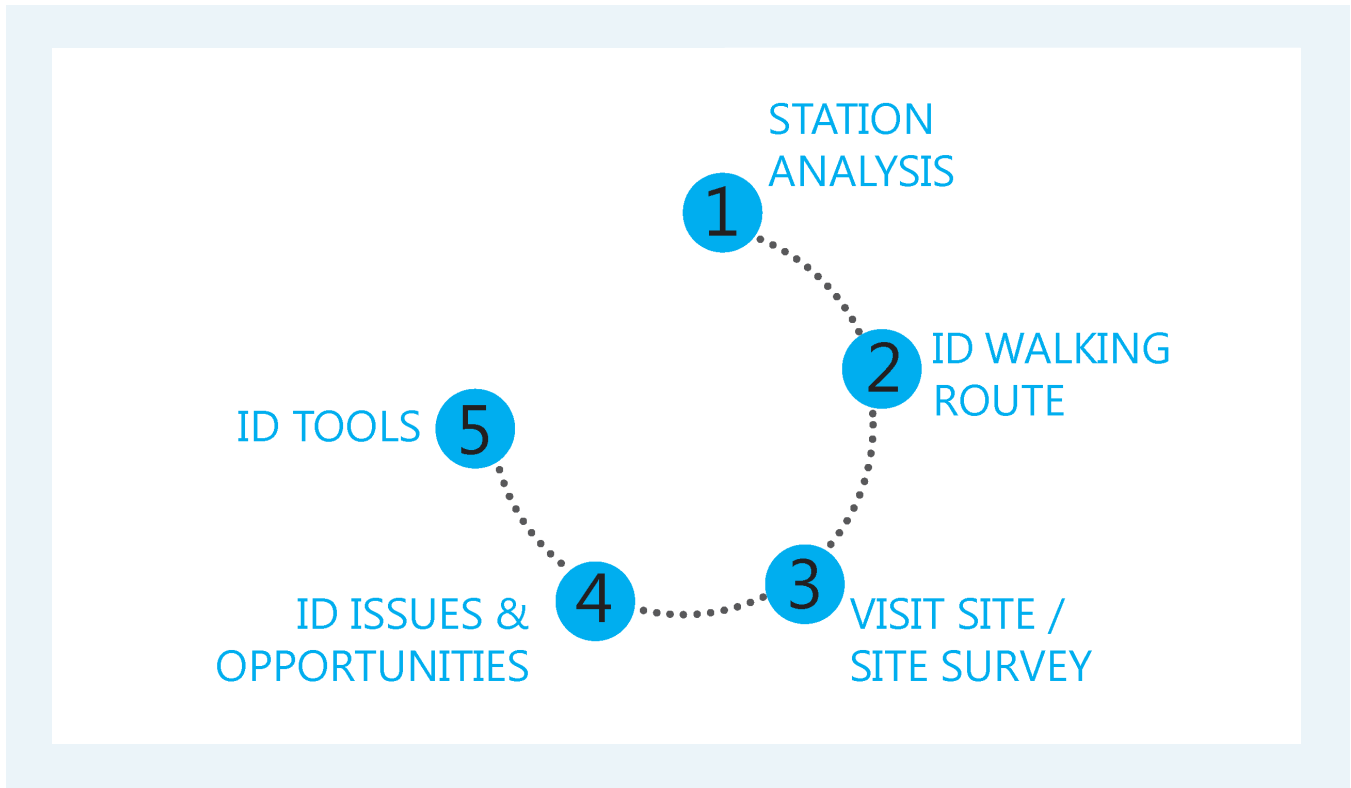 1
STATION
ANALYSIS
2
ID WALKING
ROUTE
3
VISIT SITE /
SITE SURVEY
4
ID ISSUES &
OPPORTUNITIES
5
ID TOOLS